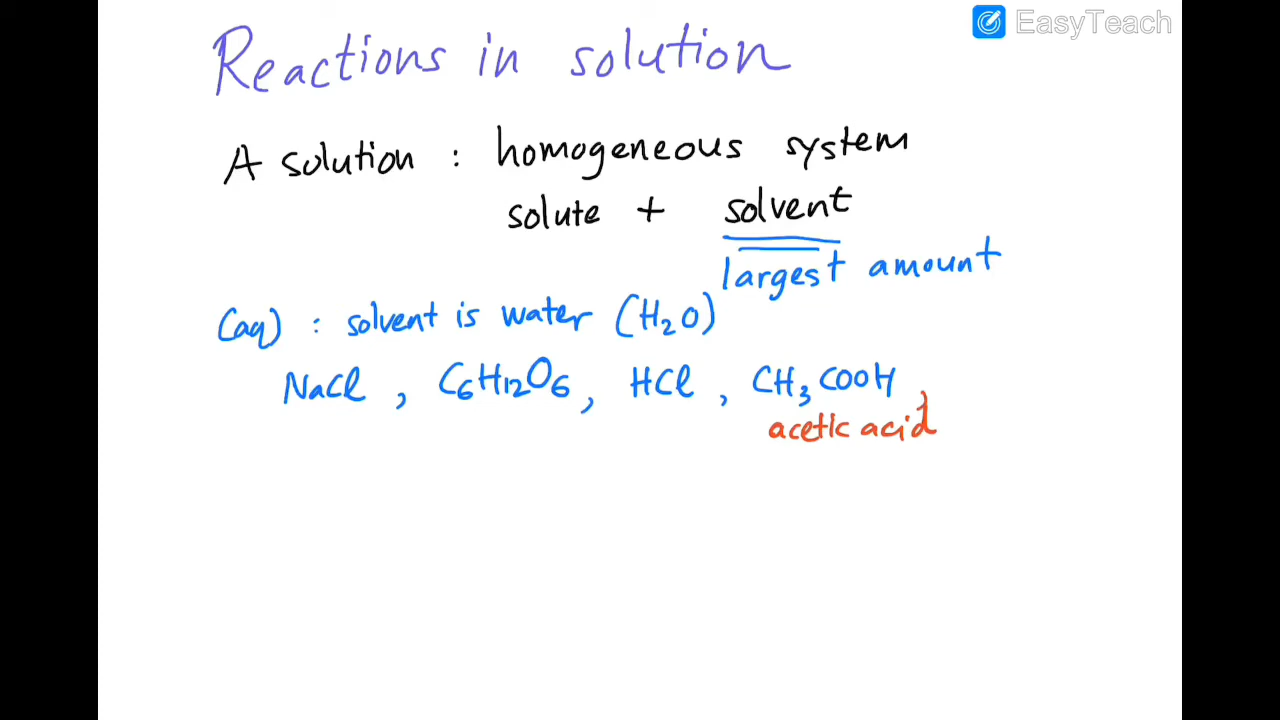 EasyTeach
Reactions in solution
A solution : homogeneous system
solute + solvent
largest amount
(aq) : solvent is water (H₂O)
NaCl , C₆H₁₂O₆ , HCl , CH₃COOH
acetic acid